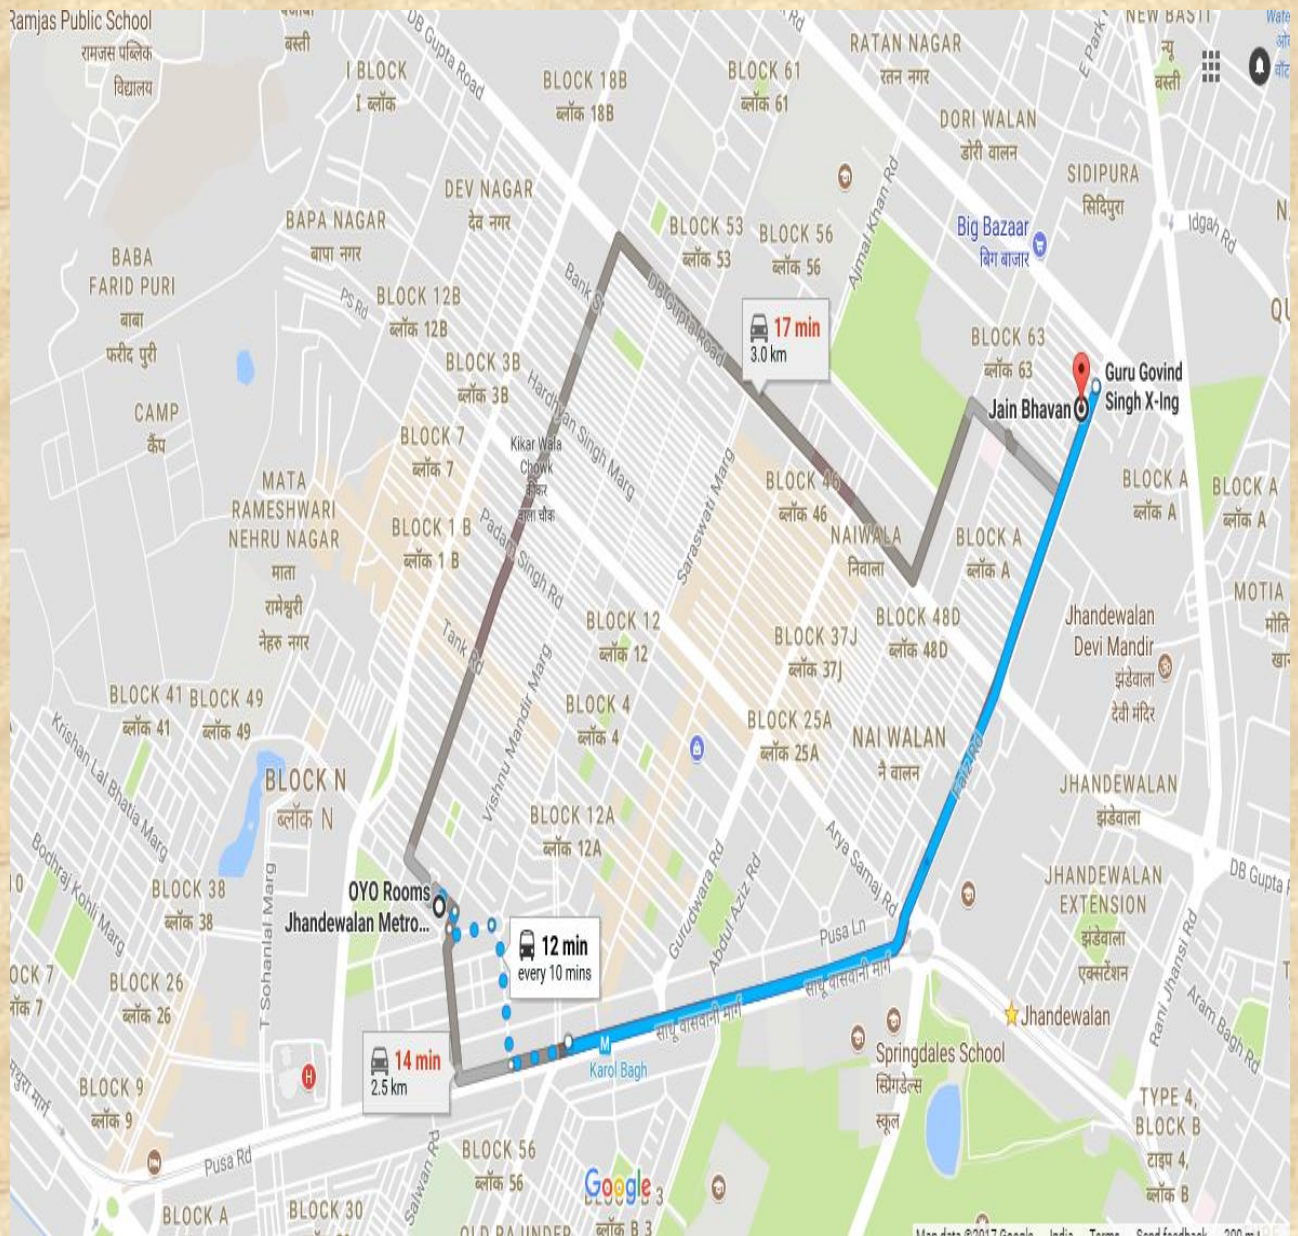 Ramjas Public School
रामजस पब्लिक
विद्यालय
बस्ती
DB Gupta Road
I BLOCK
I ब्लॉक
BLOCK 18B
ब्लॉक 18B
BLOCK 61
ब्लॉक 61
RATAN NAGAR
रतन नगर
E Park
NEW BASTI
न्यू
बस्ती
DORI WALAN
डोरी वालन
SIDIPURA
सिदिपुरा
Idgah Rd
DEV NAGAR
देव नगर
BAPA NAGAR
बापा नगर
BLOCK 53
ब्लॉक 53
BLOCK 56
ब्लॉक 56
Ajmal Khan Rd
Big Bazaar
बिग बाजार
BABA
FARID PURI
बाबा
फरीद पुरी
PS Rd
BLOCK 12B
ब्लॉक 12B
Bank St
DB Gupta Road
17 min
3.0 km
BLOCK 63
ब्लॉक 63
BLOCK 3B
ब्लॉक 3B
Guru Govind
Singh X-Ing
Jain Bhavan
CAMP
कैंप
Hardhyan Singh Marg
BLOCK 7
ब्लॉक 7
Kikar Wala
Chowk
कीकर
वाला चौक
Saraswati Marg
MATA
RAMESHWARI
NEHRU NAGAR
माता
रामेश्वरी
नेहरु नगर
BLOCK 46
ब्लॉक 46
BLOCK A
ब्लॉक A
BLOCK A
ब्लॉक A
BLOCK 1 B
ब्लॉक 1 B
Padam Singh Rd
NAIWALA
निवाला
BLOCK A
ब्लॉक A
MOTIA
Tank Rd
BLOCK 12
ब्लॉक 12
BLOCK 37J
ब्लॉक 37J
BLOCK 48D
ब्लॉक 48D
Jhandewalan
Devi Mandir
झंडेवाला
देवी मंदिर
BLOCK 41
ब्लॉक 41
BLOCK 49
ब्लॉक 49
Krishan Lal Bhatia Marg
Vishnu Mandir Marg
BLOCK 4
ब्लॉक 4
BLOCK 25A
ब्लॉक 25A
NAI WALAN
नै वालन
Faiz Rd
BLOCK N
ब्लॉक N
JHANDEWALAN
झंडेवाला
BLOCK 12A
ब्लॉक 12A
Arya Samaj Rd
Bodhraj Kohli Marg
BLOCK 38
ब्लॉक 38
T Sohanlal Marg
OYO Rooms
Jhandewalan Metro...
Gurudwara Rd
Abdul Aziz Rd
JHANDEWALAN
EXTENSION
झंडेवाला
एक्सटेंशन
DB Gupta
Pusa Ln
12 min
every 10 mins
साधू वासवानी मार्ग
साधू वासवानी मार्ग
Rani Jhansi Rd
Aram Bagh Rd
BLOCK 26
ब्लॉक 26
Jhandewalan
M
Karol Bagh
14 min
2.5 km
H
Springdales School
स्प्रिंगडेल्स
स्कूल
BLOCK 9
ब्लॉक 9
TYPE 4,
BLOCK B
टाइप 4,
ब्लॉक B
Pusa Rd
Salwan Rd
BLOCK 56
ब्लॉक 56
Google
ब्लॉक B 3
BLOCK A
BLOCK 30
Map data ©2017 Google India Terms Send feedback 200 m